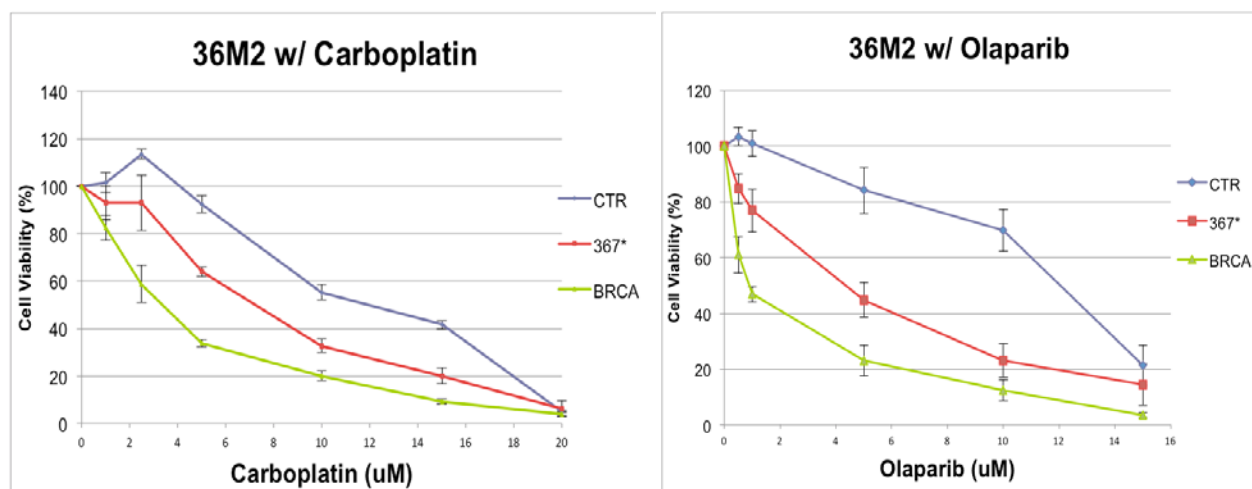 36M2 w/ Carboplatin
140
120
100
80
60
40
20
0
Cell Viability (%)
0 2 4 6 8 10 12 14 16 18 20
Carboplatin (uM)
CTR
367*
BRCA
36M2 w/ Olaparib
120
100
80
60
40
20
0
Cell Viability (%)
0 2 4 6 8 10 12 14 16
Olaparib (uM)
CTR
367*
BRCA